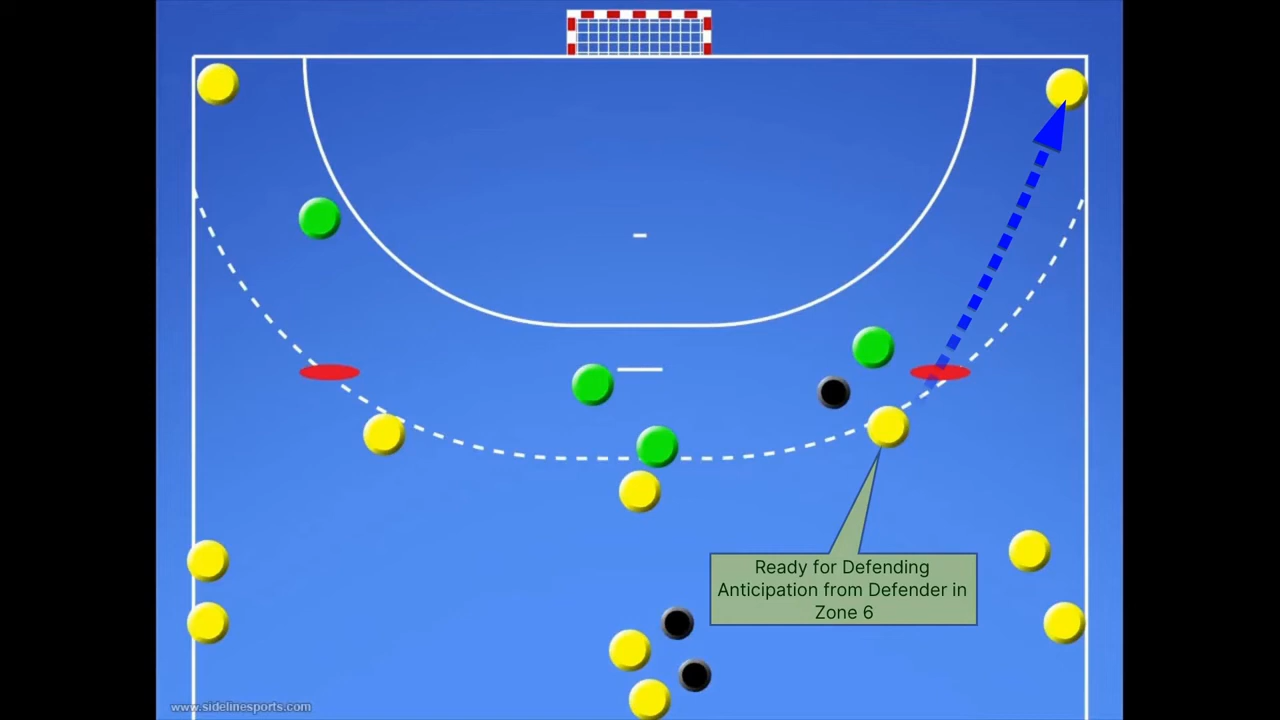 Ready for Defending
Anticipation from Defender in
Zone 6
www.sidelinesports.com